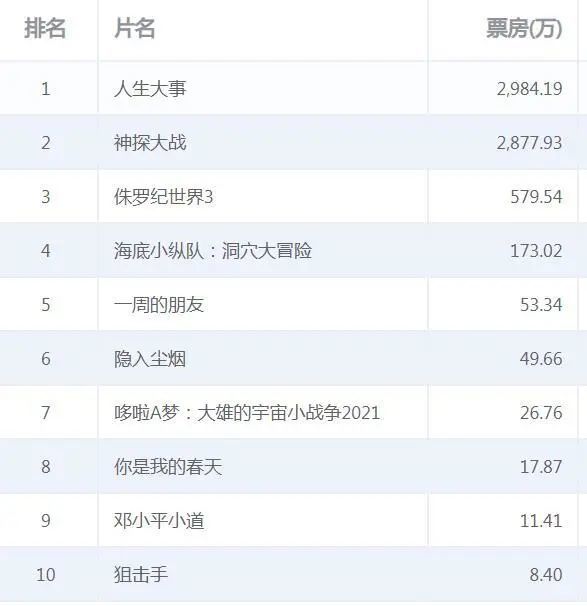 排名 片名 票房(万)
1 人生大事 2,984.19
2 神探大战 2,877.93
3 侏罗纪世界3 579.54
4 海底小纵队：洞穴大冒险 173.02
5 一周的朋友 53.34
6 隐入尘烟 49.66
7 哆啦A梦：大雄的宇宙小战争2021 26.76
8 你是我的春天 17.87
9 邓小平小道 11.41
10 狙击手 8.40